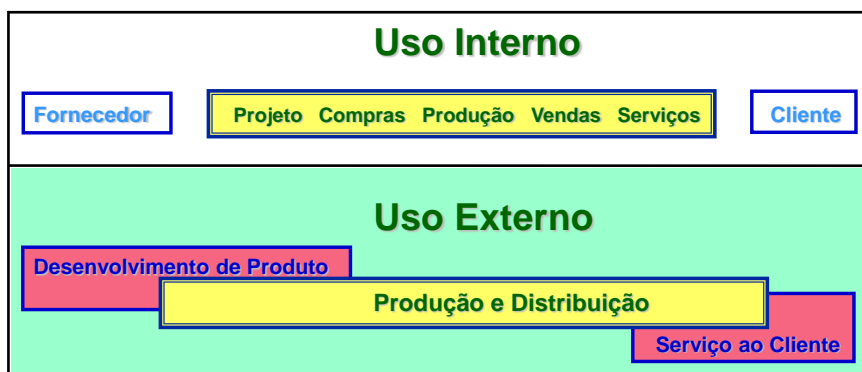 Uso Interno
Fornecedor
Projeto Compras Produção Vendas Serviços
Cliente
Uso Externo
Desenvolvimento de Produto
Produção e Distribuição
Serviço ao Cliente